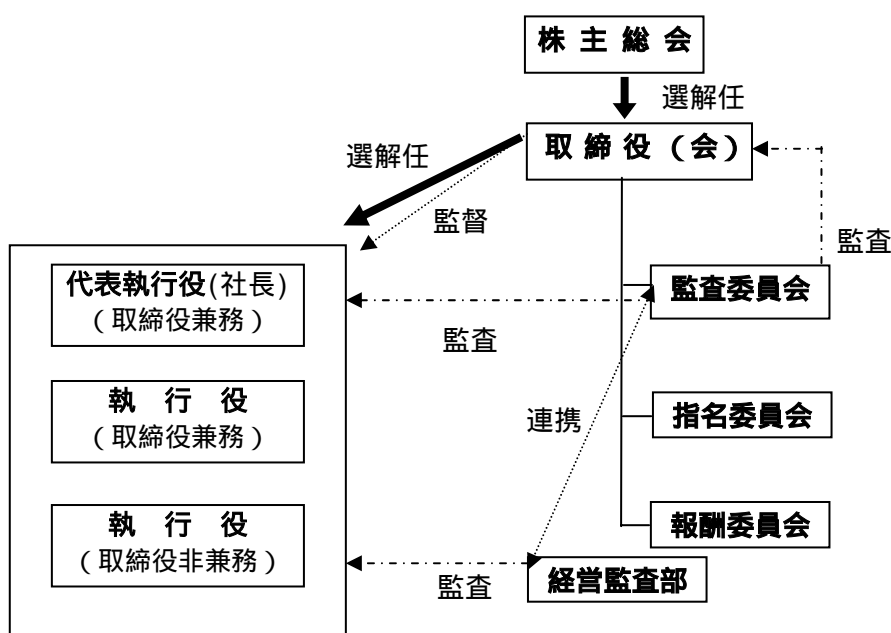 株 主 総 会
選解任
取 締 役 ( 会 )
選解任
監督
監査
代表執行役(社長)
( 取締役兼務 )
監査委員会
監査
執 行 役
( 取締役兼務 )
連携
指名委員会
執 行 役
( 取締役非兼務 )
報酬委員会
監査
経営監査部